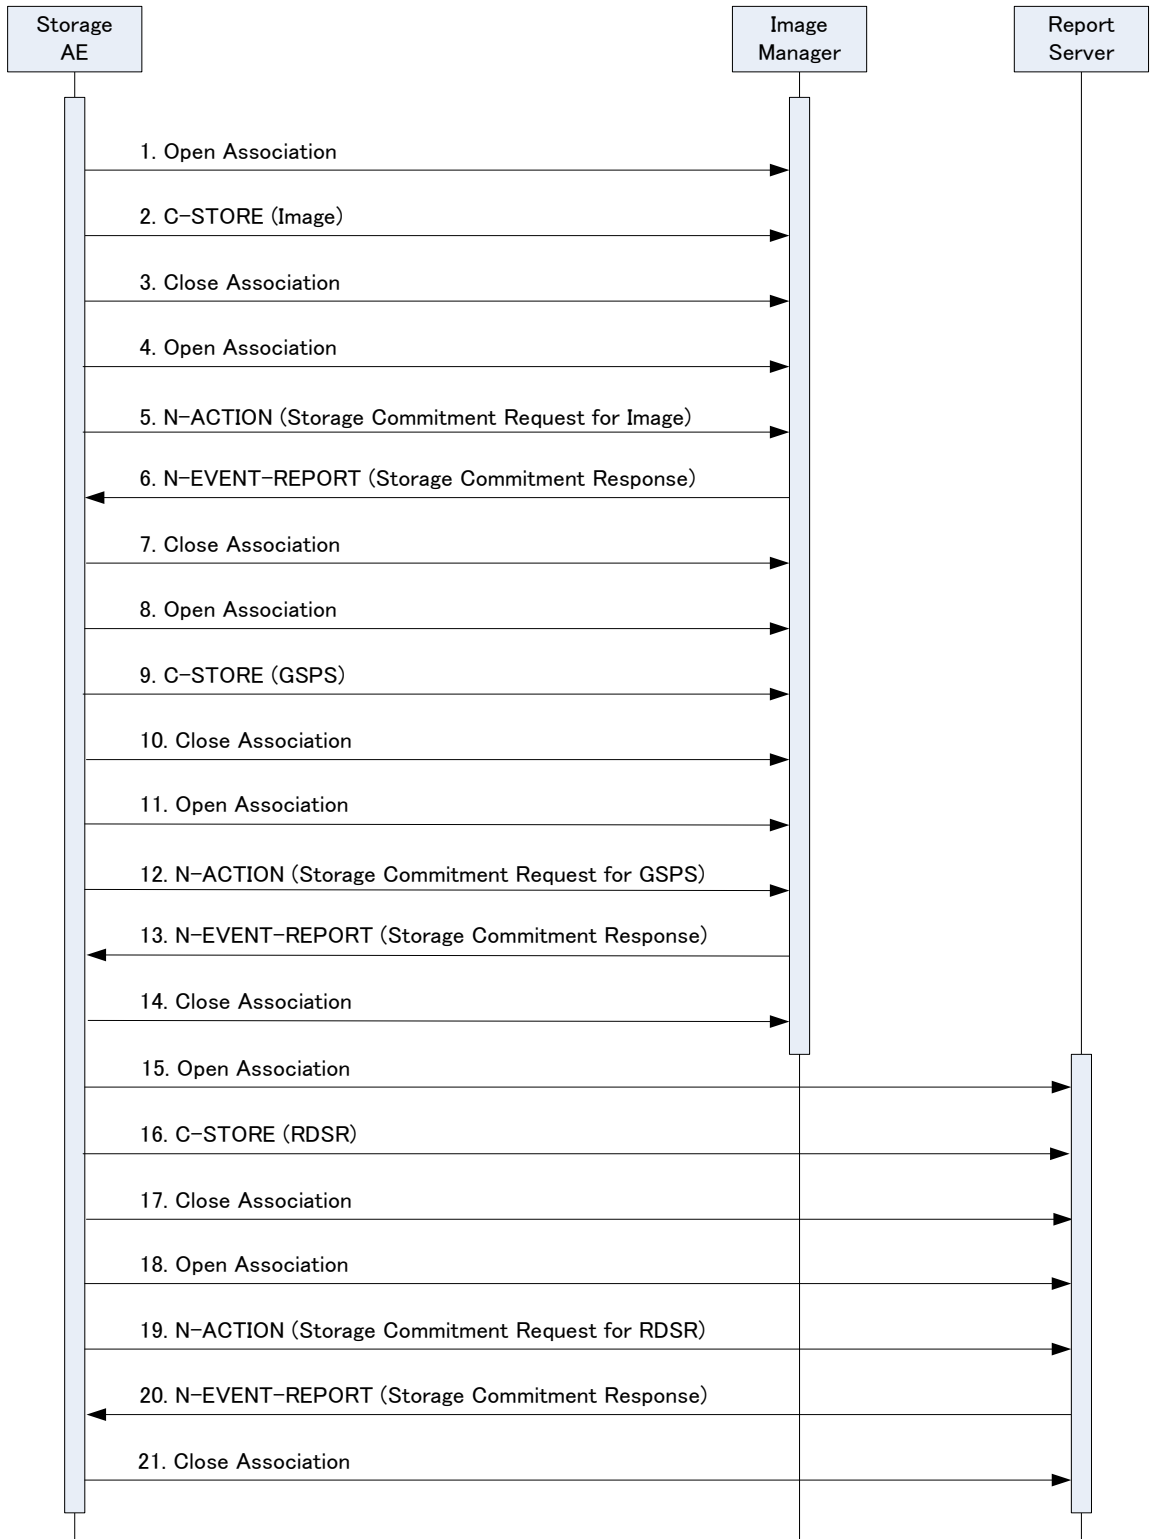 Storage
AE
Image
Manager
Report
Server
1. Open Association
2. C-STORE (Image)
3. Close Association
4. Open Association
5. N-ACTION (Storage Commitment Request for Image)
6. N-EVENT-REPORT (Storage Commitment Response)
7. Close Association
8. Open Association
9. C-STORE (GSPS)
10. Close Association
11. Open Association
12. N-ACTION (Storage Commitment Request for GSPS)
13. N-EVENT-REPORT (Storage Commitment Response)
14. Close Association
15. Open Association
16. C-STORE (RDSR)
17. Close Association
18. Open Association
19. N-ACTION (Storage Commitment Request for RDSR)
20. N-EVENT-REPORT (Storage Commitment Response)
21. Close Association